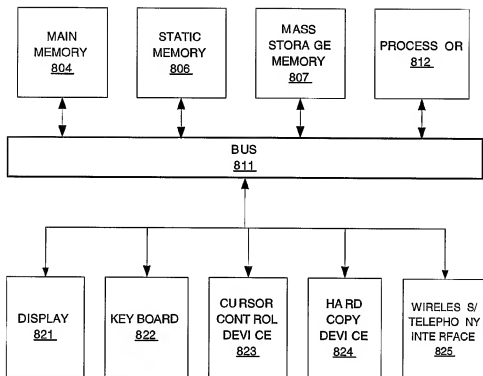 MAIN
MEMORY
804
STATIC
MEMORY
806
MASS
STORA GE
MEMORY
807
PROCESS OR
812
BUS
811
DISPLAY
821
KEY BOARD
822
CURSOR
CONT ROL
DEVI CE
823
HA RD
COPY
DEVI CE
824
WIRELES S/
TELEPHO NY
INTE RFACE
825